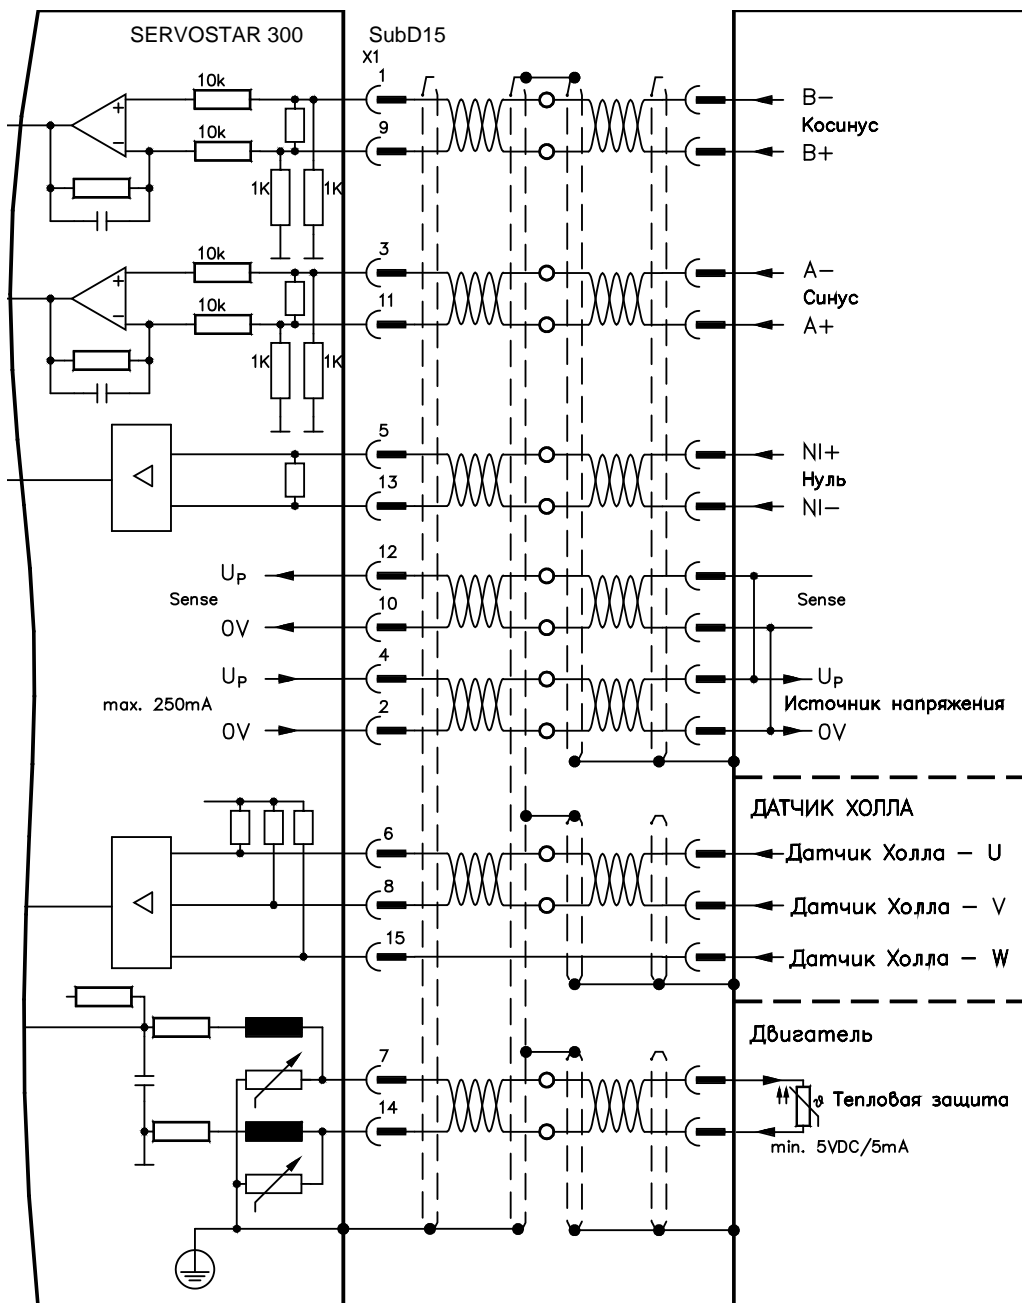 SERVOSTAR 300
SubD15
X1
10k
1
B−
+
Косинус
10k
9
B+
−
1K
1K
10k
3
A−
+
Синус
10k
11
A+
−
1K
1K
5
NI+
Нуль
13
NI−
UP
12
Sense
Sense
0V
10
UP
4
UP
max. 250mA
Источник напряжения
0V
2
0V
ДАТЧИК ХОЛЛА
6
Датчик Холла − U
8
Датчик Холла − V
15
Датчик Холла − W
Двигатель
7
ϑ Тепловая защита
14
min. 5VDC/5mA